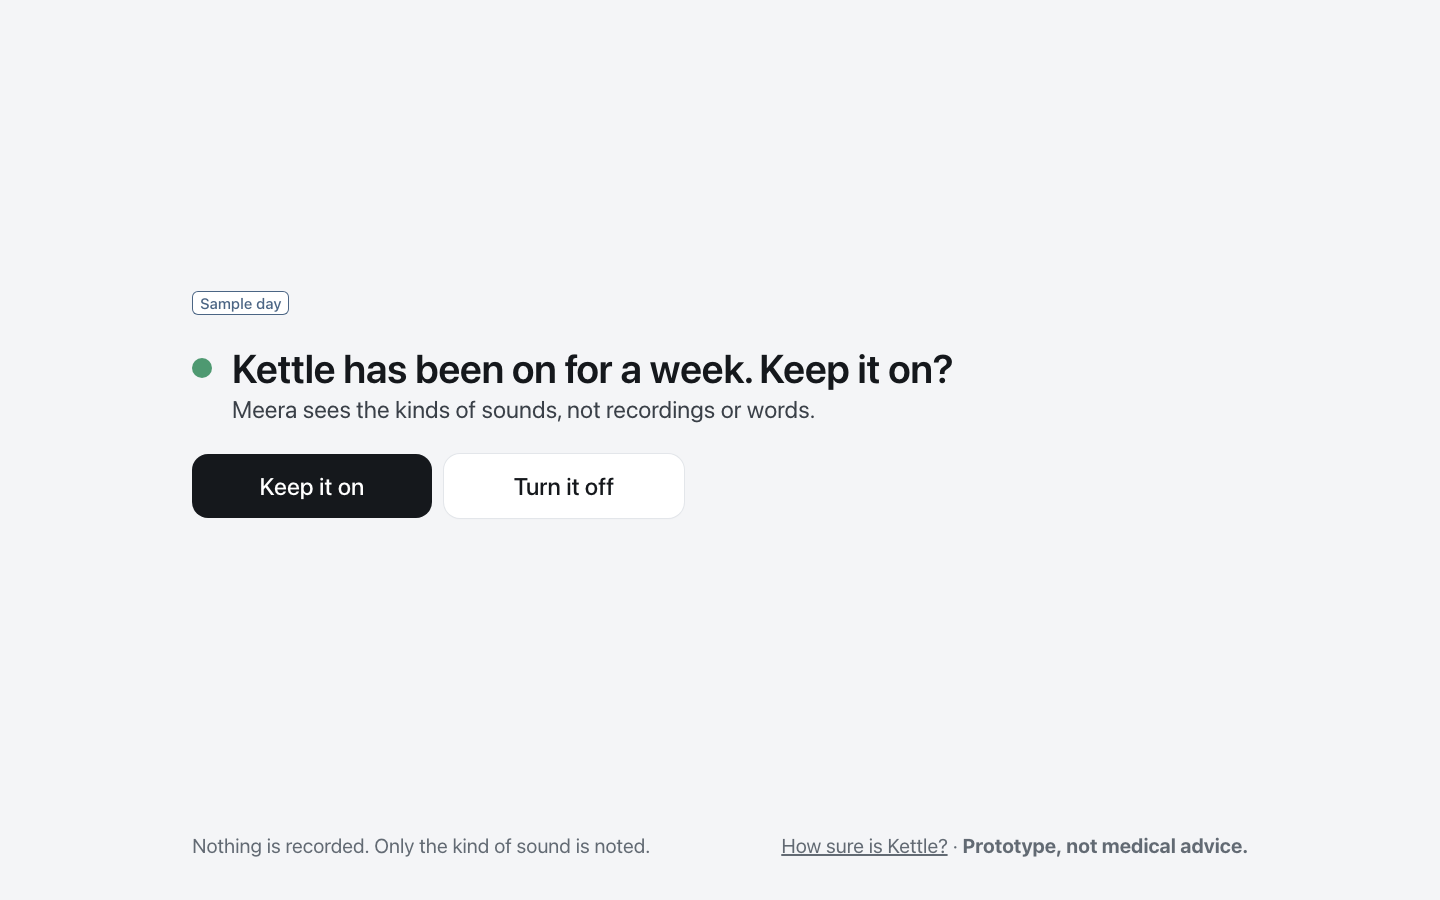 Sample day
Kettle has been on for a week. Keep it on?
Meera sees the kinds of sounds, not recordings or words.
Keep it on
Turn it off
Nothing is recorded. Only the kind of sound is noted.
How sure is Kettle? · Prototype, not medical advice.